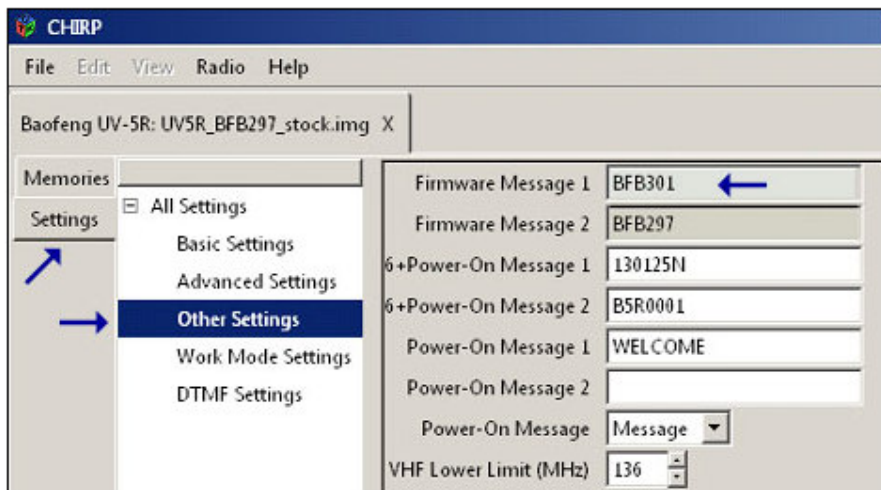 CHIRP
File Edit View Radio Help
Baofeng UV-5R: UV5R_BFB297_stock.img X
Memories
Settings
All Settings
Basic Settings
Advanced Settings
Other Settings
Work Mode Settings
DTMF Settings
Firmware Message 1 BFB301
Firmware Message 2 BFB297
6+Power-On Message 1 130125N
6+Power-On Message 2 B5R0001
Power-On Message 1 WELCOME
Power-On Message 2
Power-On Message Message
VHF Lower Limit (MHz) 136